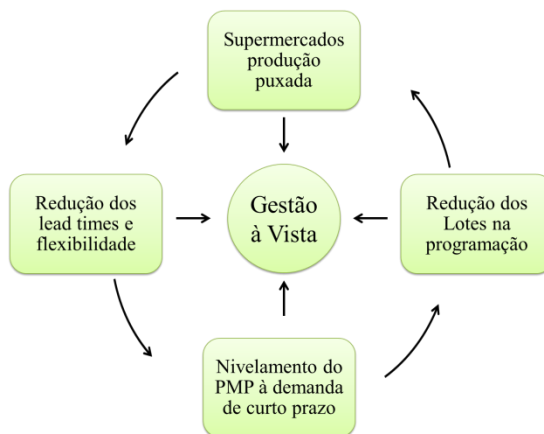 Supermercados
produção
puxada
Redução dos
lead times e
flexibilidade
Gestão
à Vista
Redução dos
Lotes na
programação
Nivelamento do
PMP à demanda
de curto prazo